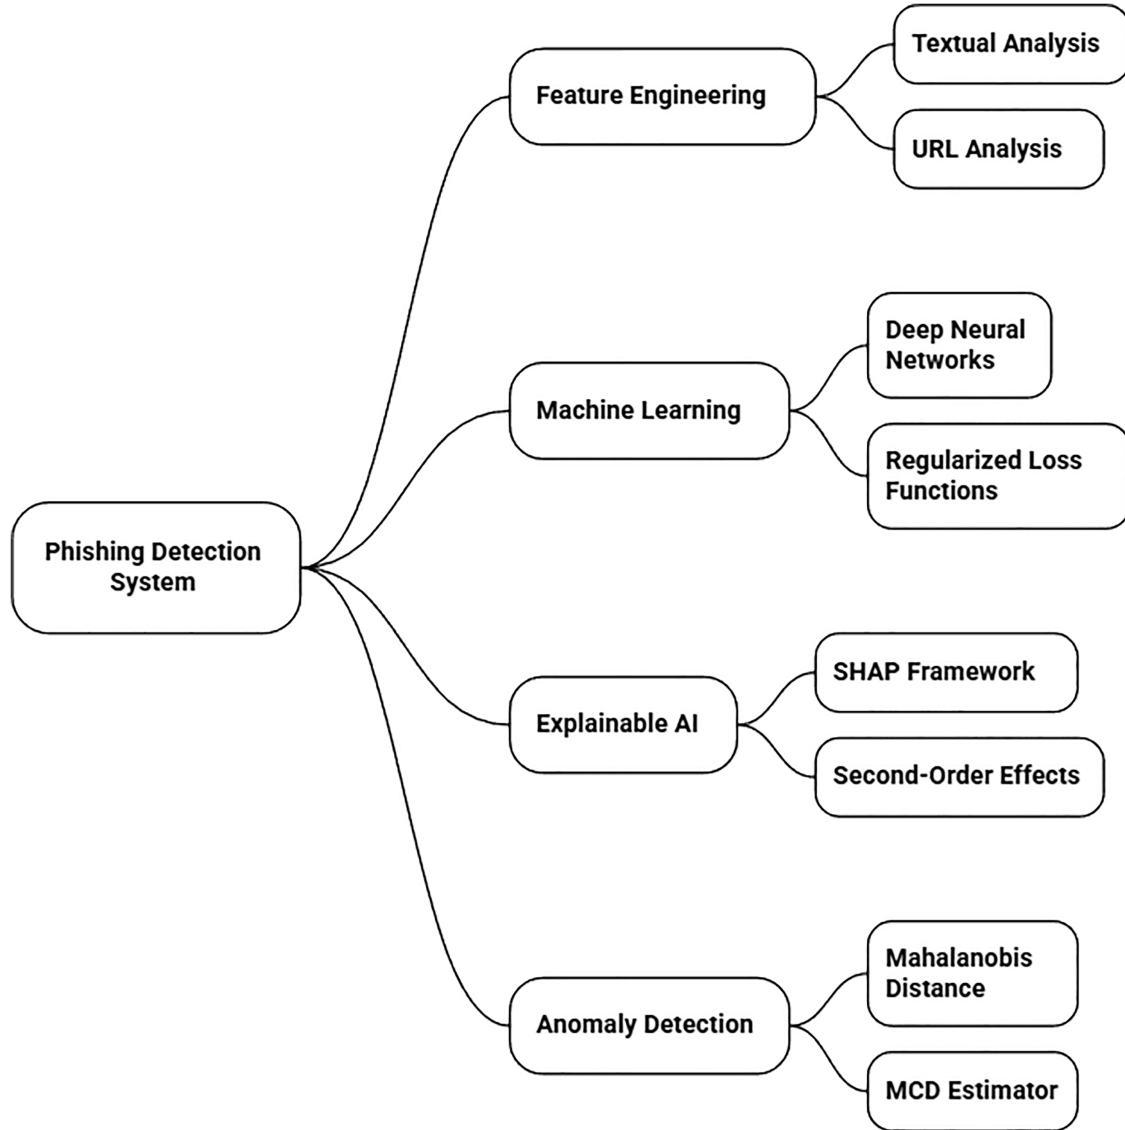 Phishing Detection
System
Feature Engineering
Textual Analysis
URL Analysis
Machine Learning
Deep Neural
Networks
Regularized Loss
Functions
Explainable AI
SHAP Framework
Second-Order Effects
Anomaly Detection
Mahalanobis
Distance
MCD Estimator